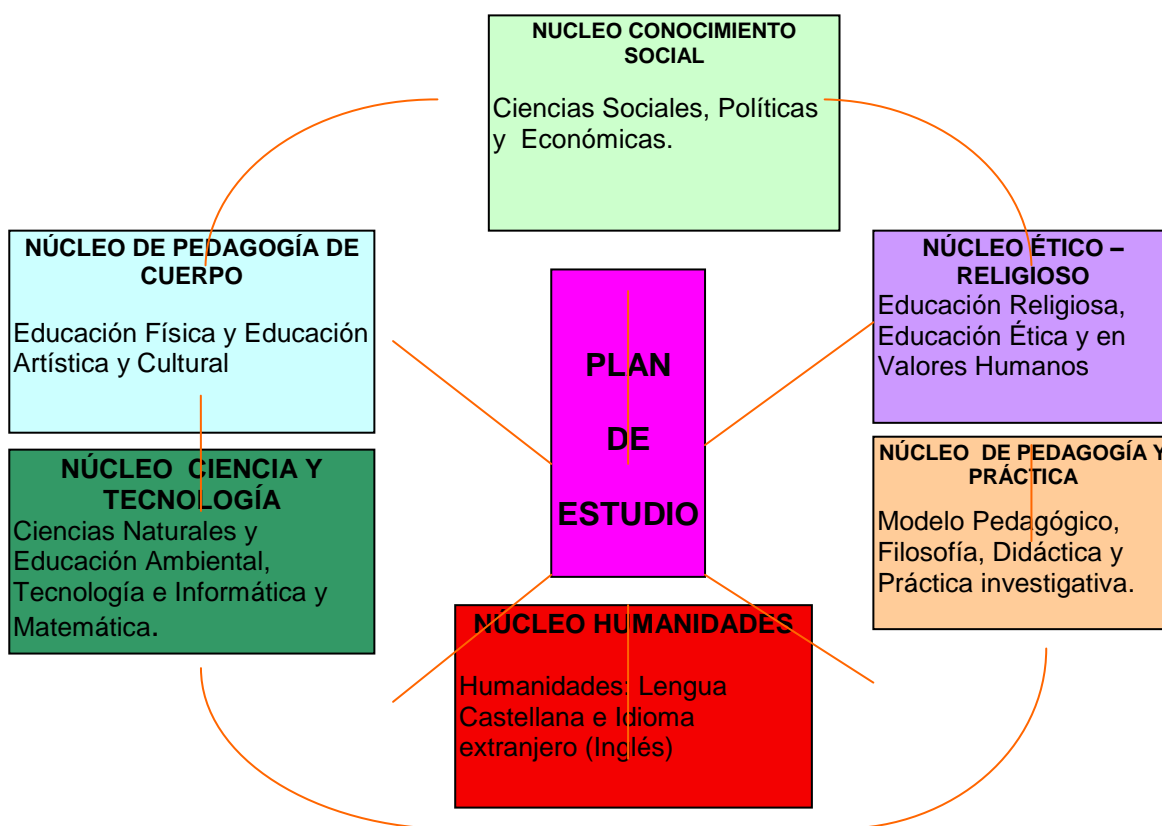 NUCLEO CONOCIMIENTO
SOCIAL
Ciencias Sociales, Políticas
y Económicas.
NÚCLEO DE PEDAGOGÍA DE
CUERPO
Educación Física y Educación
Artística y Cultural
PLAN
DE
ESTUDIO
NÚCLEO ÉTICO –
RELIGIOSO
Educación Religiosa,
Educación Ética y en
Valores Humanos
NÚCLEO CIENCIA Y
TECNOLOGÍA
Ciencias Naturales y
Educación Ambiental,
Tecnología e Informática y
Matemática.
NÚCLEO DE PEDAGOGÍA Y
PRÁCTICA
Modelo Pedagógico,
Filosofía, Didáctica y
Práctica investigativa.
NÚCLEO HUMANIDADES
Humanidades: Lengua
Castellana e Idioma
extranjero (Inglés)